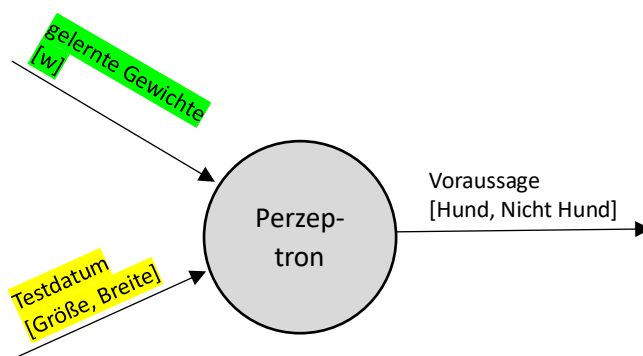 gelernte Gewichte
[w]
Perzep-
tron
Voraussage
[Hund, Nicht Hund]
Testdatum
[Größe, Breite]